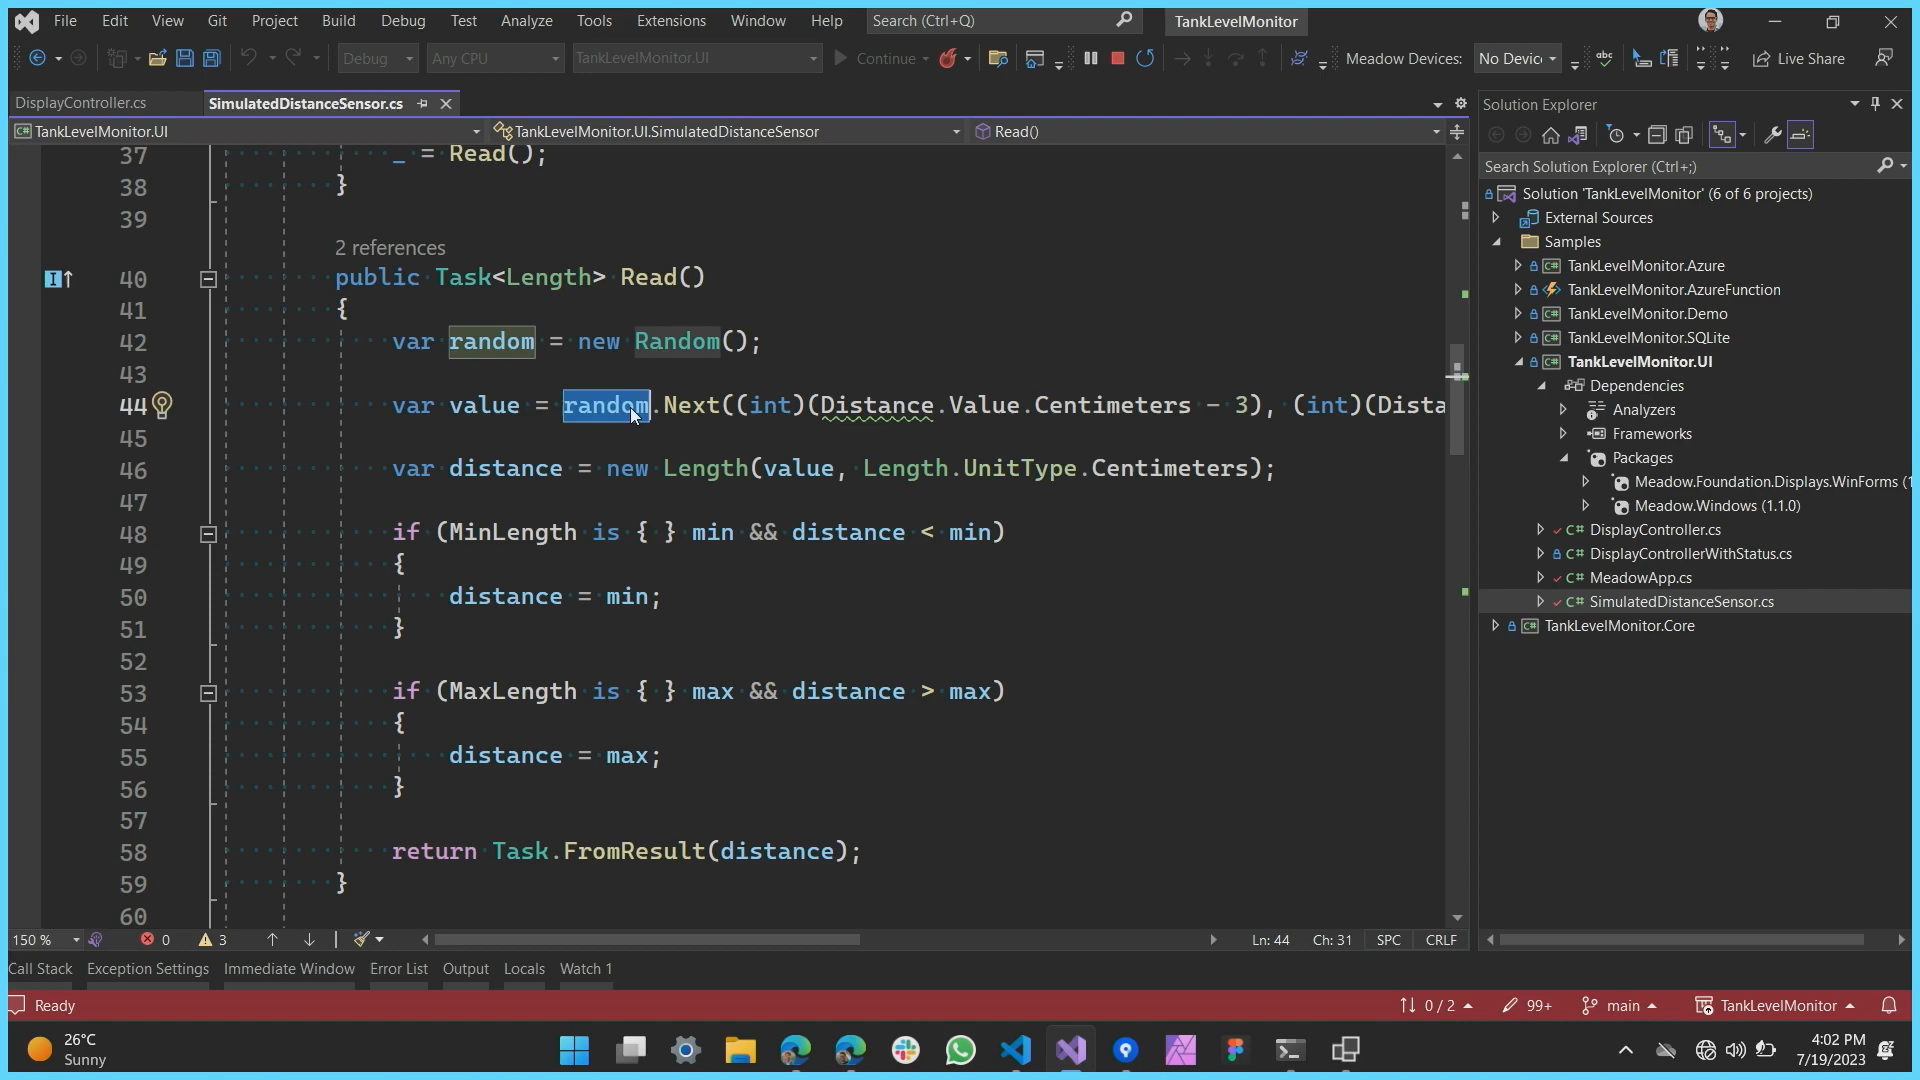 File Edit View Git Project Build Debug Test Analyze Tools Extensions Window Help Search (Ctrl+Q) TankLevelMonitor
Debug Any CPU TankLevelMonitor.UI Continue Meadow Devices: No Device Live Share
DisplayController.cs SimulatedDistanceSensor.cs
TankLevelMonitor.UI TankLevelMonitor.UI.SimulatedDistanceSensor Read()
37 _ = Read();
38 }
39
2 references
40 public Task<Length> Read()
41 {
42 var random = new Random();
43
44 var value = random.Next((int)(Distance.Value.Centimeters - 3), (int)(Dista
45
46 var distance = new Length(value, Length.UnitType.Centimeters);
47
48 if (MinLength is { } min && distance < min)
49 {
50 distance = min;
51 }
52
53 if (MaxLength is { } max && distance > max)
54 {
55 distance = max;
56 }
57
58 return Task.FromResult(distance);
59 }
60
150 % 0 3 Ln: 44 Ch: 31 SPC CRLF
Call Stack Exception Settings Immediate Window Error List Output Locals Watch 1
Solution Explorer
Search Solution Explorer (Ctrl+;)
Solution 'TankLevelMonitor' (6 of 6 projects)
External Sources
Samples
TankLevelMonitor.Azure
TankLevelMonitor.AzureFunction
TankLevelMonitor.Demo
TankLevelMonitor.SQLite
TankLevelMonitor.UI
Dependencies
Analyzers
Frameworks
Packages
Meadow.Foundation.Displays.WinForms (1
Meadow.Windows (1.1.0)
DisplayController.cs
DisplayControllerWithStatus.cs
MeadowApp.cs
SimulatedDistanceSensor.cs
TankLevelMonitor.Core
Ready 0 / 2 99+ main TankLevelMonitor
26°C
Sunny
4:02 PM
7/19/2023